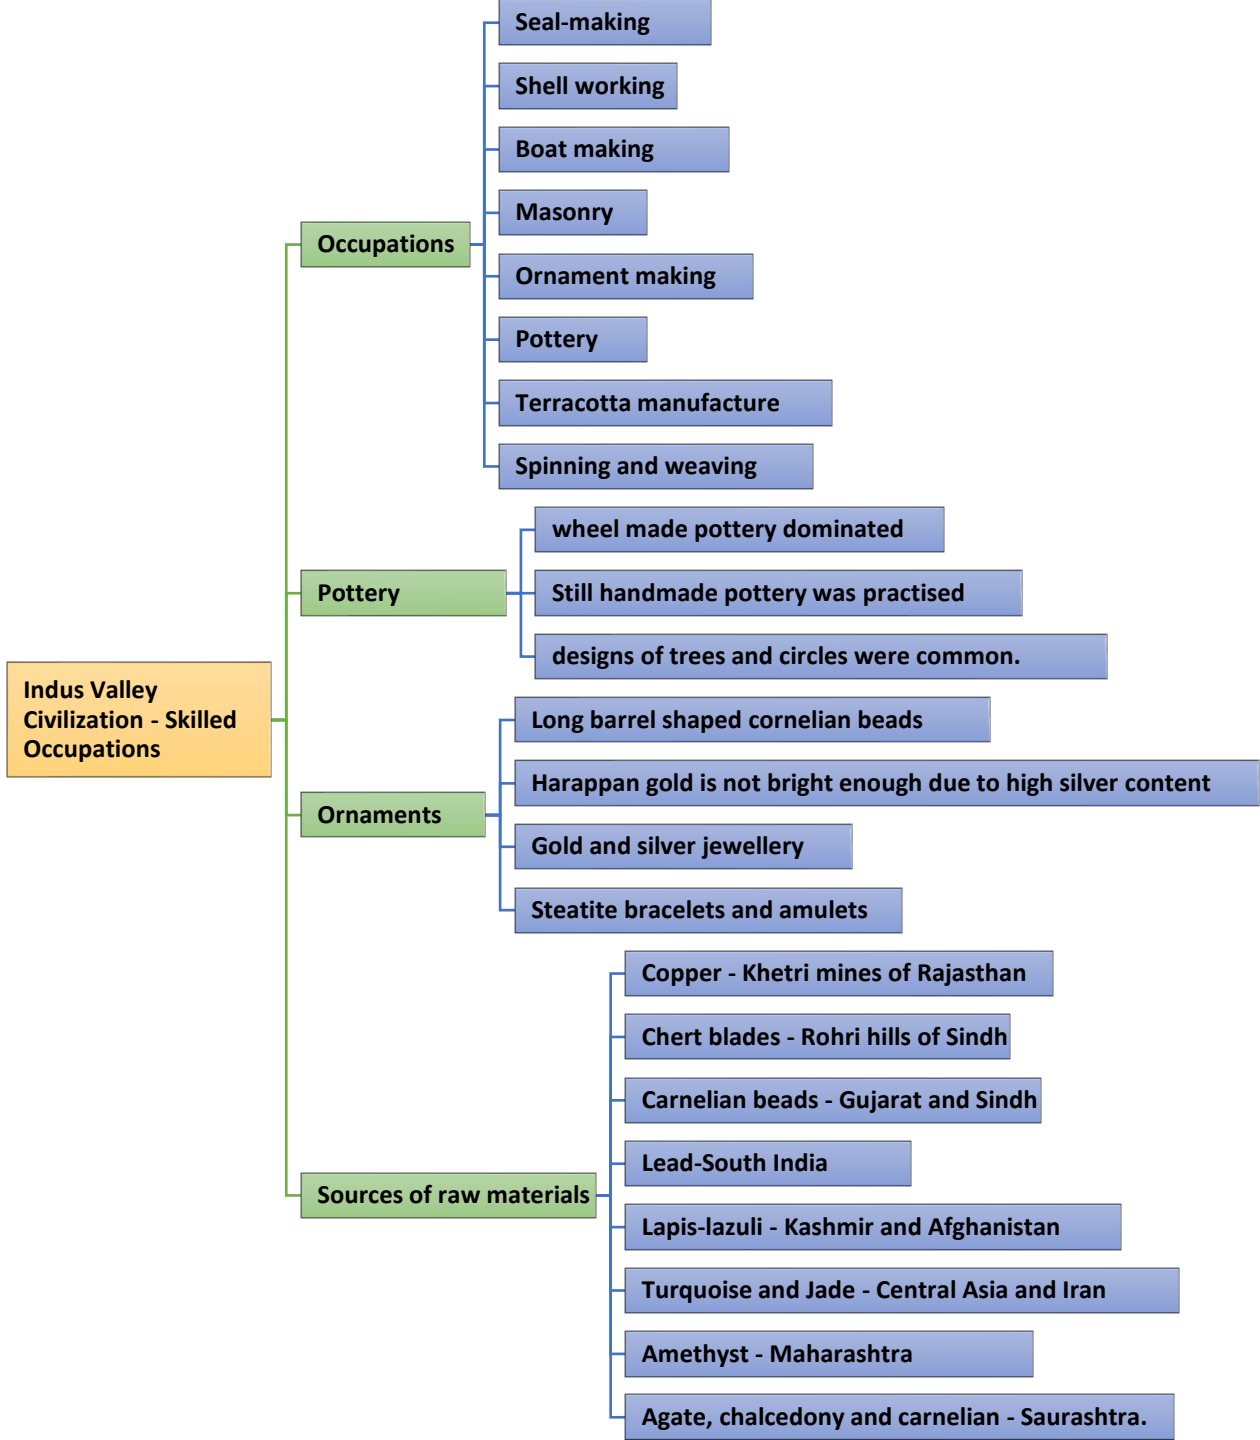 Indus Valley
Civilization - Skilled
Occupations
Occupations
Seal-making
Shell working
Boat making
Masonry
Ornament making
Pottery
Terracotta manufacture
Spinning and weaving
Pottery
wheel made pottery dominated
Still handmade pottery was practised
designs of trees and circles were common.
Ornaments
Long barrel shaped cornelian beads
Harappan gold is not bright enough due to high silver content
Gold and silver jewellery
Steatite bracelets and amulets
Sources of raw materials
Copper - Khetri mines of Rajasthan
Chert blades - Rohri hills of Sindh
Carnelian beads - Gujarat and Sindh
Lead-South India
Lapis-lazuli - Kashmir and Afghanistan
Turquoise and Jade - Central Asia and Iran
Amethyst - Maharashtra
Agate, chalcedony and carnelian - Saurashtra.